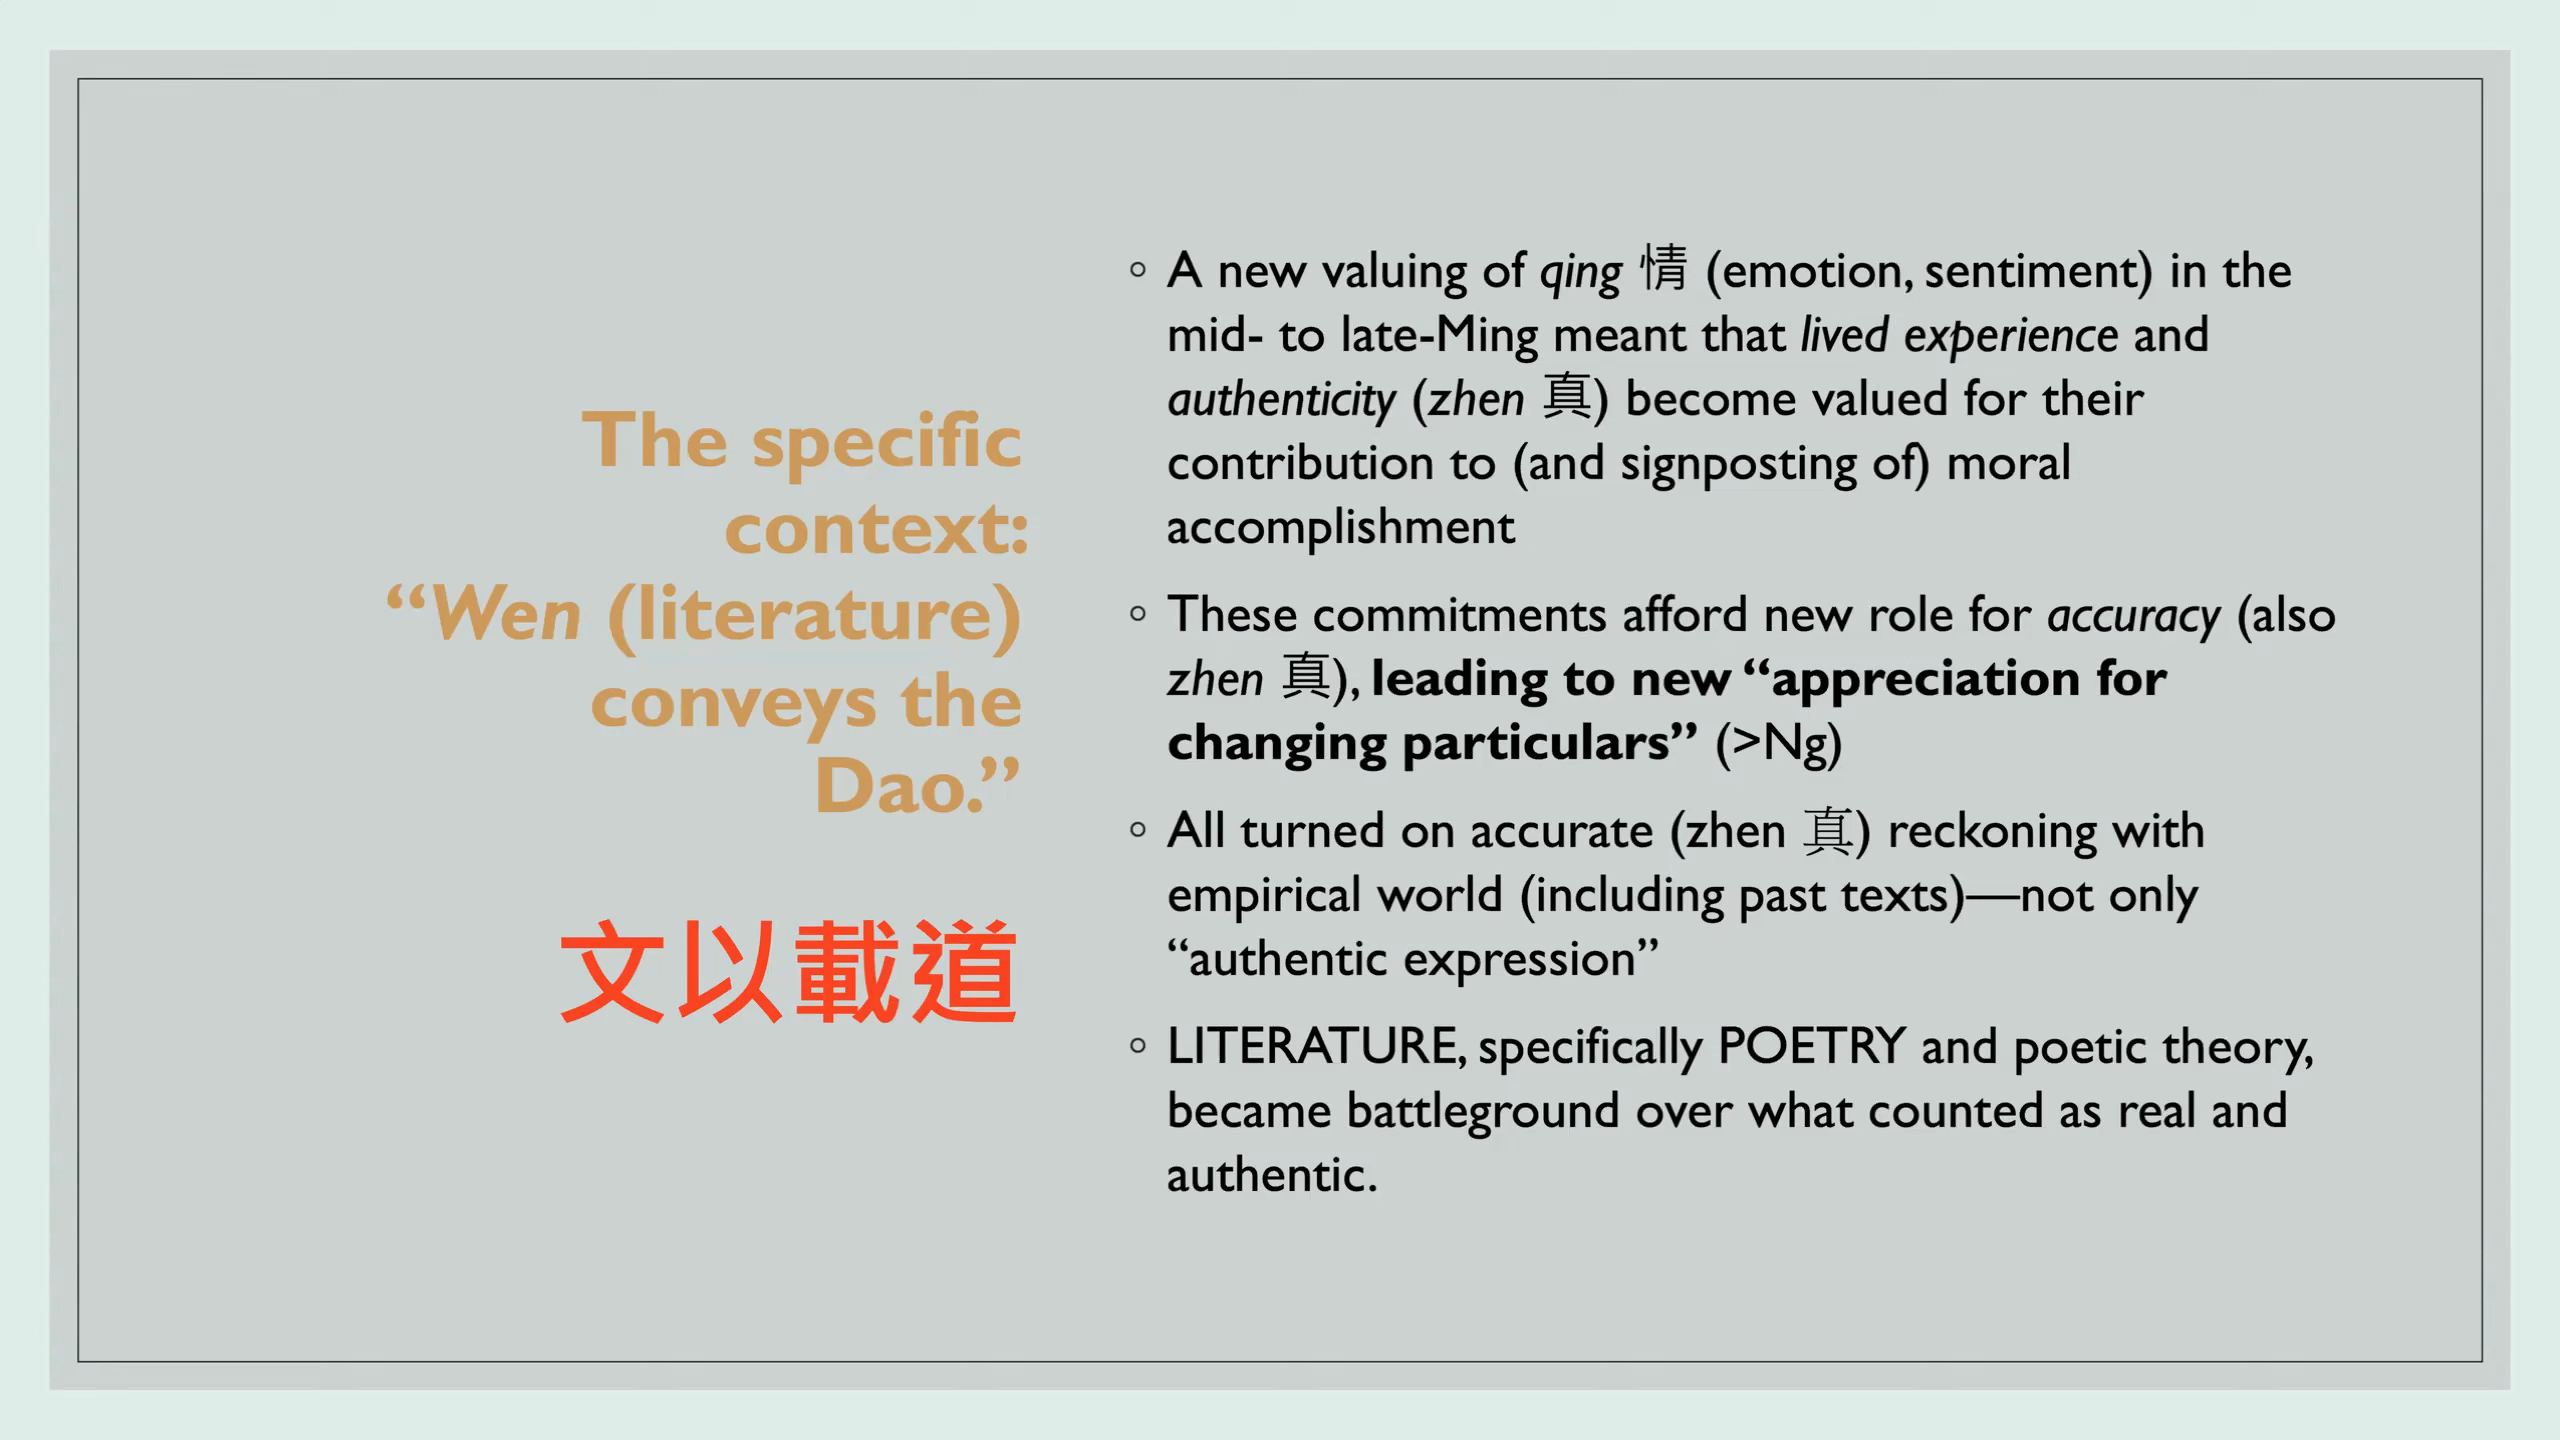 The specific
context:
“Wen (literature)
conveys the
Dao.”
文以載道
◦ A new valuing of qing 情 (emotion, sentiment) in the
mid- to late-Ming meant that lived experience and
authenticity (zhen 真) become valued for their
contribution to (and signposting of) moral
accomplishment
◦ These commitments afford new role for accuracy (also
zhen 真), leading to new “appreciation for
changing particulars” (>Ng)
◦ All turned on accurate (zhen 真) reckoning with
empirical world (including past texts)—not only
“authentic expression”
◦ LITERATURE, specifically POETRY and poetic theory,
became battleground over what counted as real and
authentic.